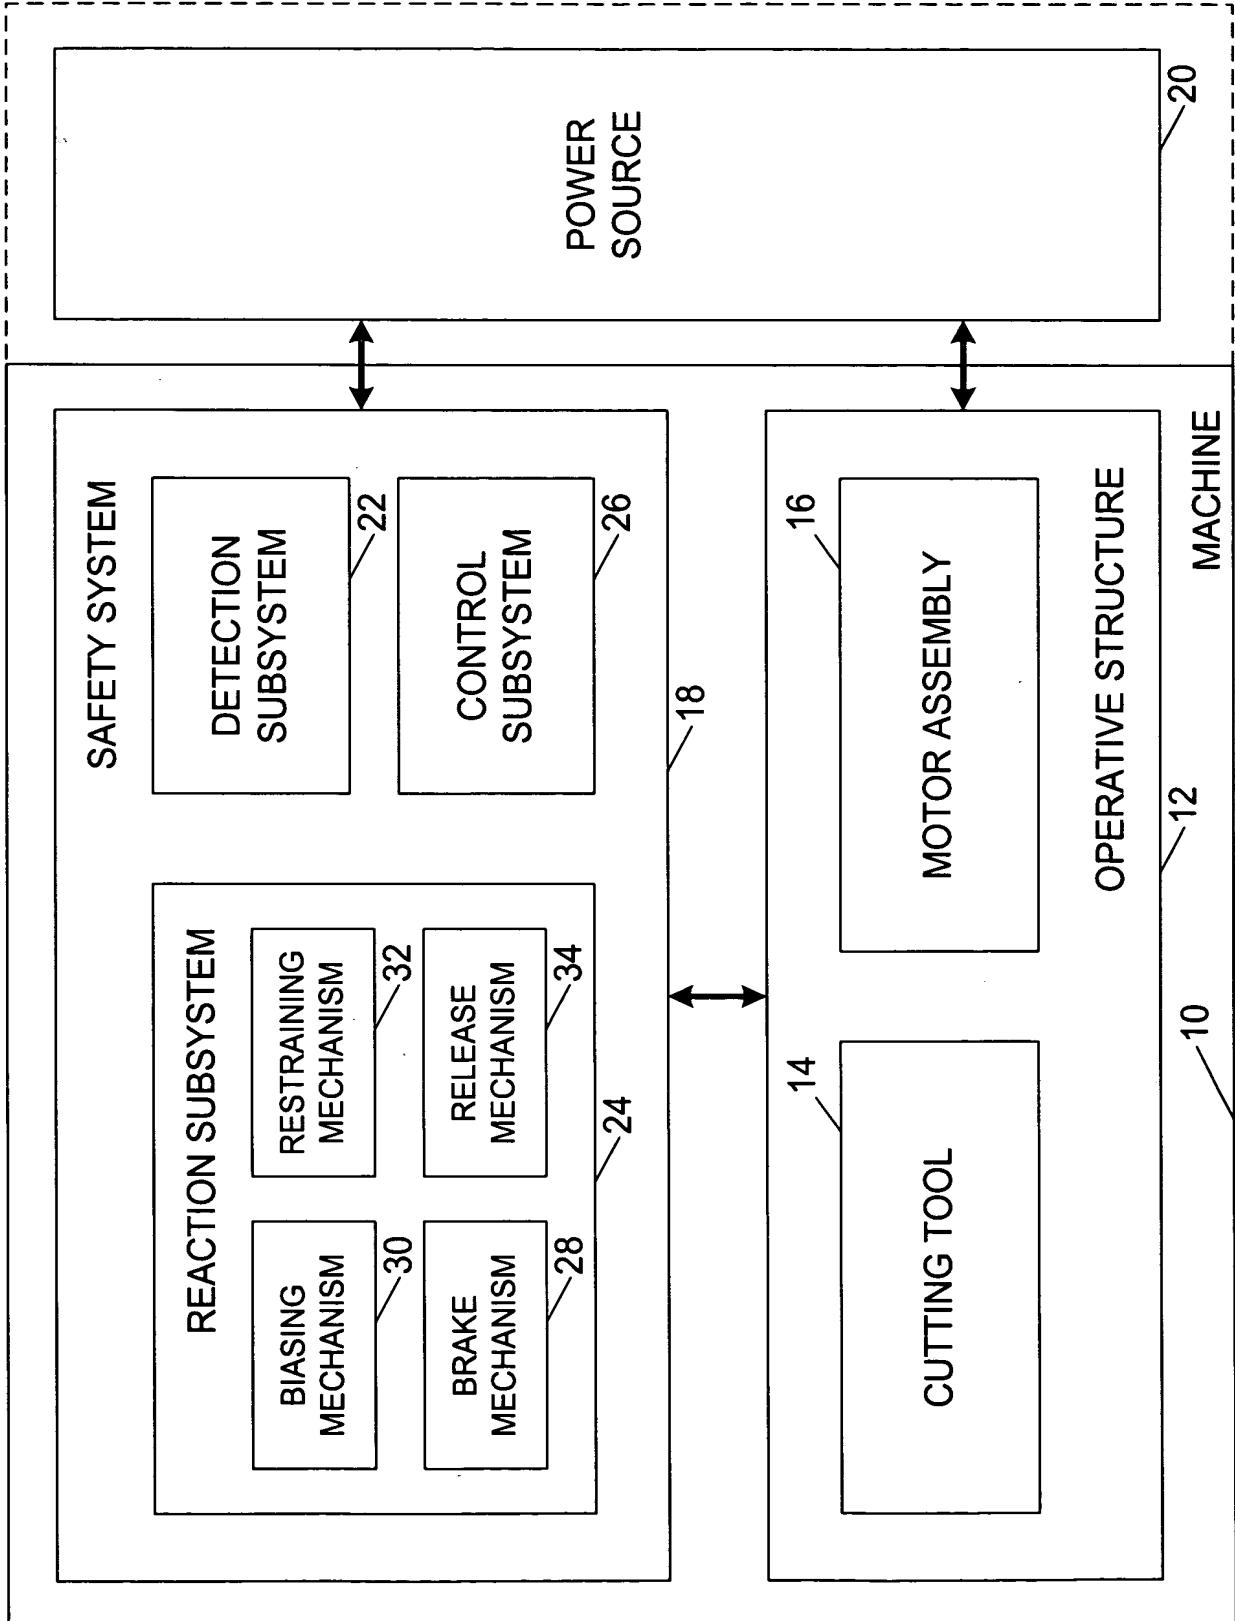 SAFETY SYSTEM
REACTION SUBSYSTEM
BIASING
MECHANISM
30
RESTRAINING
MECHANISM
32
BRAKE
MECHANISM
28
RELEASE
MECHANISM
34
24
DETECTION
SUBSYSTEM
22
CONTROL
SUBSYSTEM
26
18
14
CUTTING TOOL
16
MOTOR ASSEMBLY
OPERATIVE STRUCTURE
12
MACHINE
10
POWER
SOURCE
20